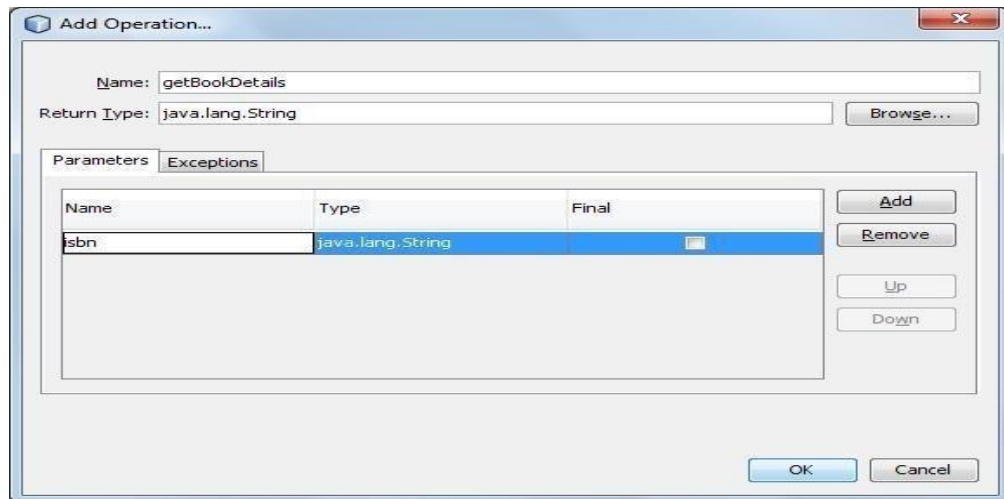 Add Operation...
Name: getBookDetails
Return Type: java.lang.String Browse...
Parameters Exceptions
Name Type Final Add
isbn java.lang.String Remove
Up
Down
OK Cancel